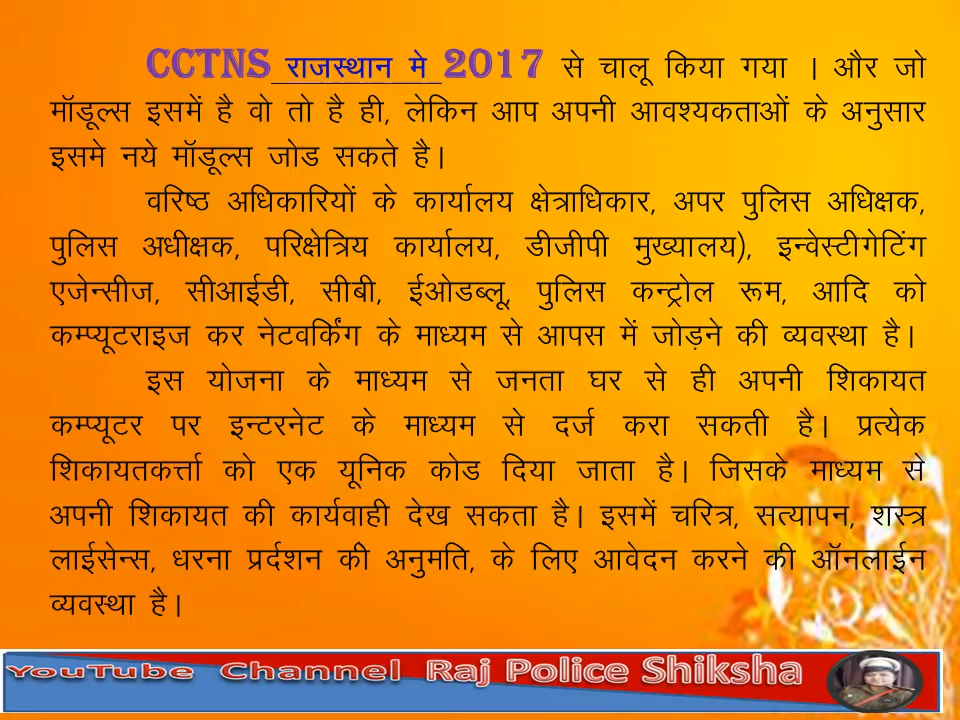 CCTNS राजस्थान मे 2017 से चालू किया गया । और जो
मॉडूल्स इसमें है वो तो है ही, लेकिन आप अपनी आवश्यकताओं के अनुसार
इसमे नये मॉडूल्स जोड सकते है।
वरिष्ठ अधिकारियों के कार्यालय क्षेत्राधिकार, अपर पुलिस अधिक्षक,
पुलिस अधीक्षक, परिक्षेत्रिय कार्यालय, डीजीपी मुख्यालय), इन्वेस्टीगेटिंग
एजेन्सीज, सीआईडी, सीबी, ईओडब्लू, पुलिस कन्ट्रोल रूम, आदि को
कम्प्यूटराइज कर नेटवर्किंग के माध्यम से आपस में जोड़ने की व्यवस्था है।
इस योजना के माध्यम से जनता घर से ही अपनी शिकायत
कम्प्यूटर पर इन्टरनेट के माध्यम से दर्ज करा सकती है। प्रत्येक
शिकायतकर्त्ता को एक यूनिक कोड दिया जाता है। जिसके माध्यम से
अपनी शिकायत की कार्यवाही देख सकता है। इसमें चरित्र, सत्यापन, शस्त्र
लाईसेन्स, धरना प्रर्दशन की अनुमति, के लिए आवेदन करने की ऑनलाईन
व्यवस्था है।
YouTube Channel Raj Police Shiksha